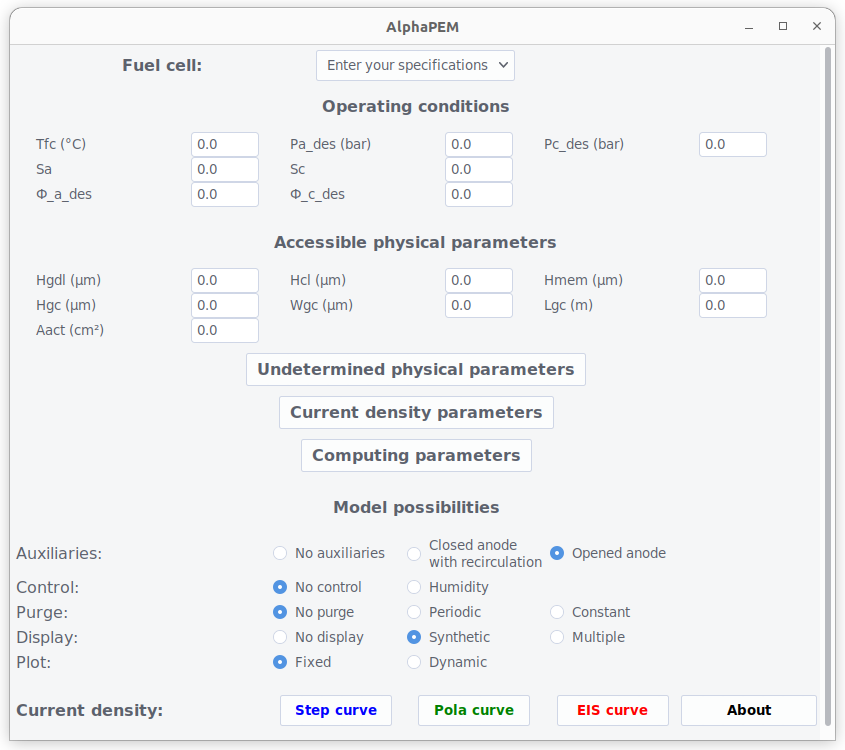 AlphaPEM
Fuel cell: Enter your specifications
Operating conditions
Tfc (°C) 0.0 Pa_des (bar) 0.0 Pc_des (bar) 0.0
Sa 0.0 Sc 0.0
Φ_a_des 0.0 Φ_c_des 0.0
Accessible physical parameters
Hgdl (µm) 0.0 Hcl (µm) 0.0 Hmem (µm) 0.0
Hgc (µm) 0.0 Wgc (µm) 0.0 Lgc (m) 0.0
Aact (cm²) 0.0
Undetermined physical parameters
Current density parameters
Computing parameters
Model possibilities
Auxiliaries: No auxiliaries Closed anode
with recirculation Opened anode
Control: No control Humidity
Purge: No purge Periodic Constant
Display: No display Synthetic Multiple
Plot: Fixed Dynamic
Current density: Step curve Pola curve EIS curve About